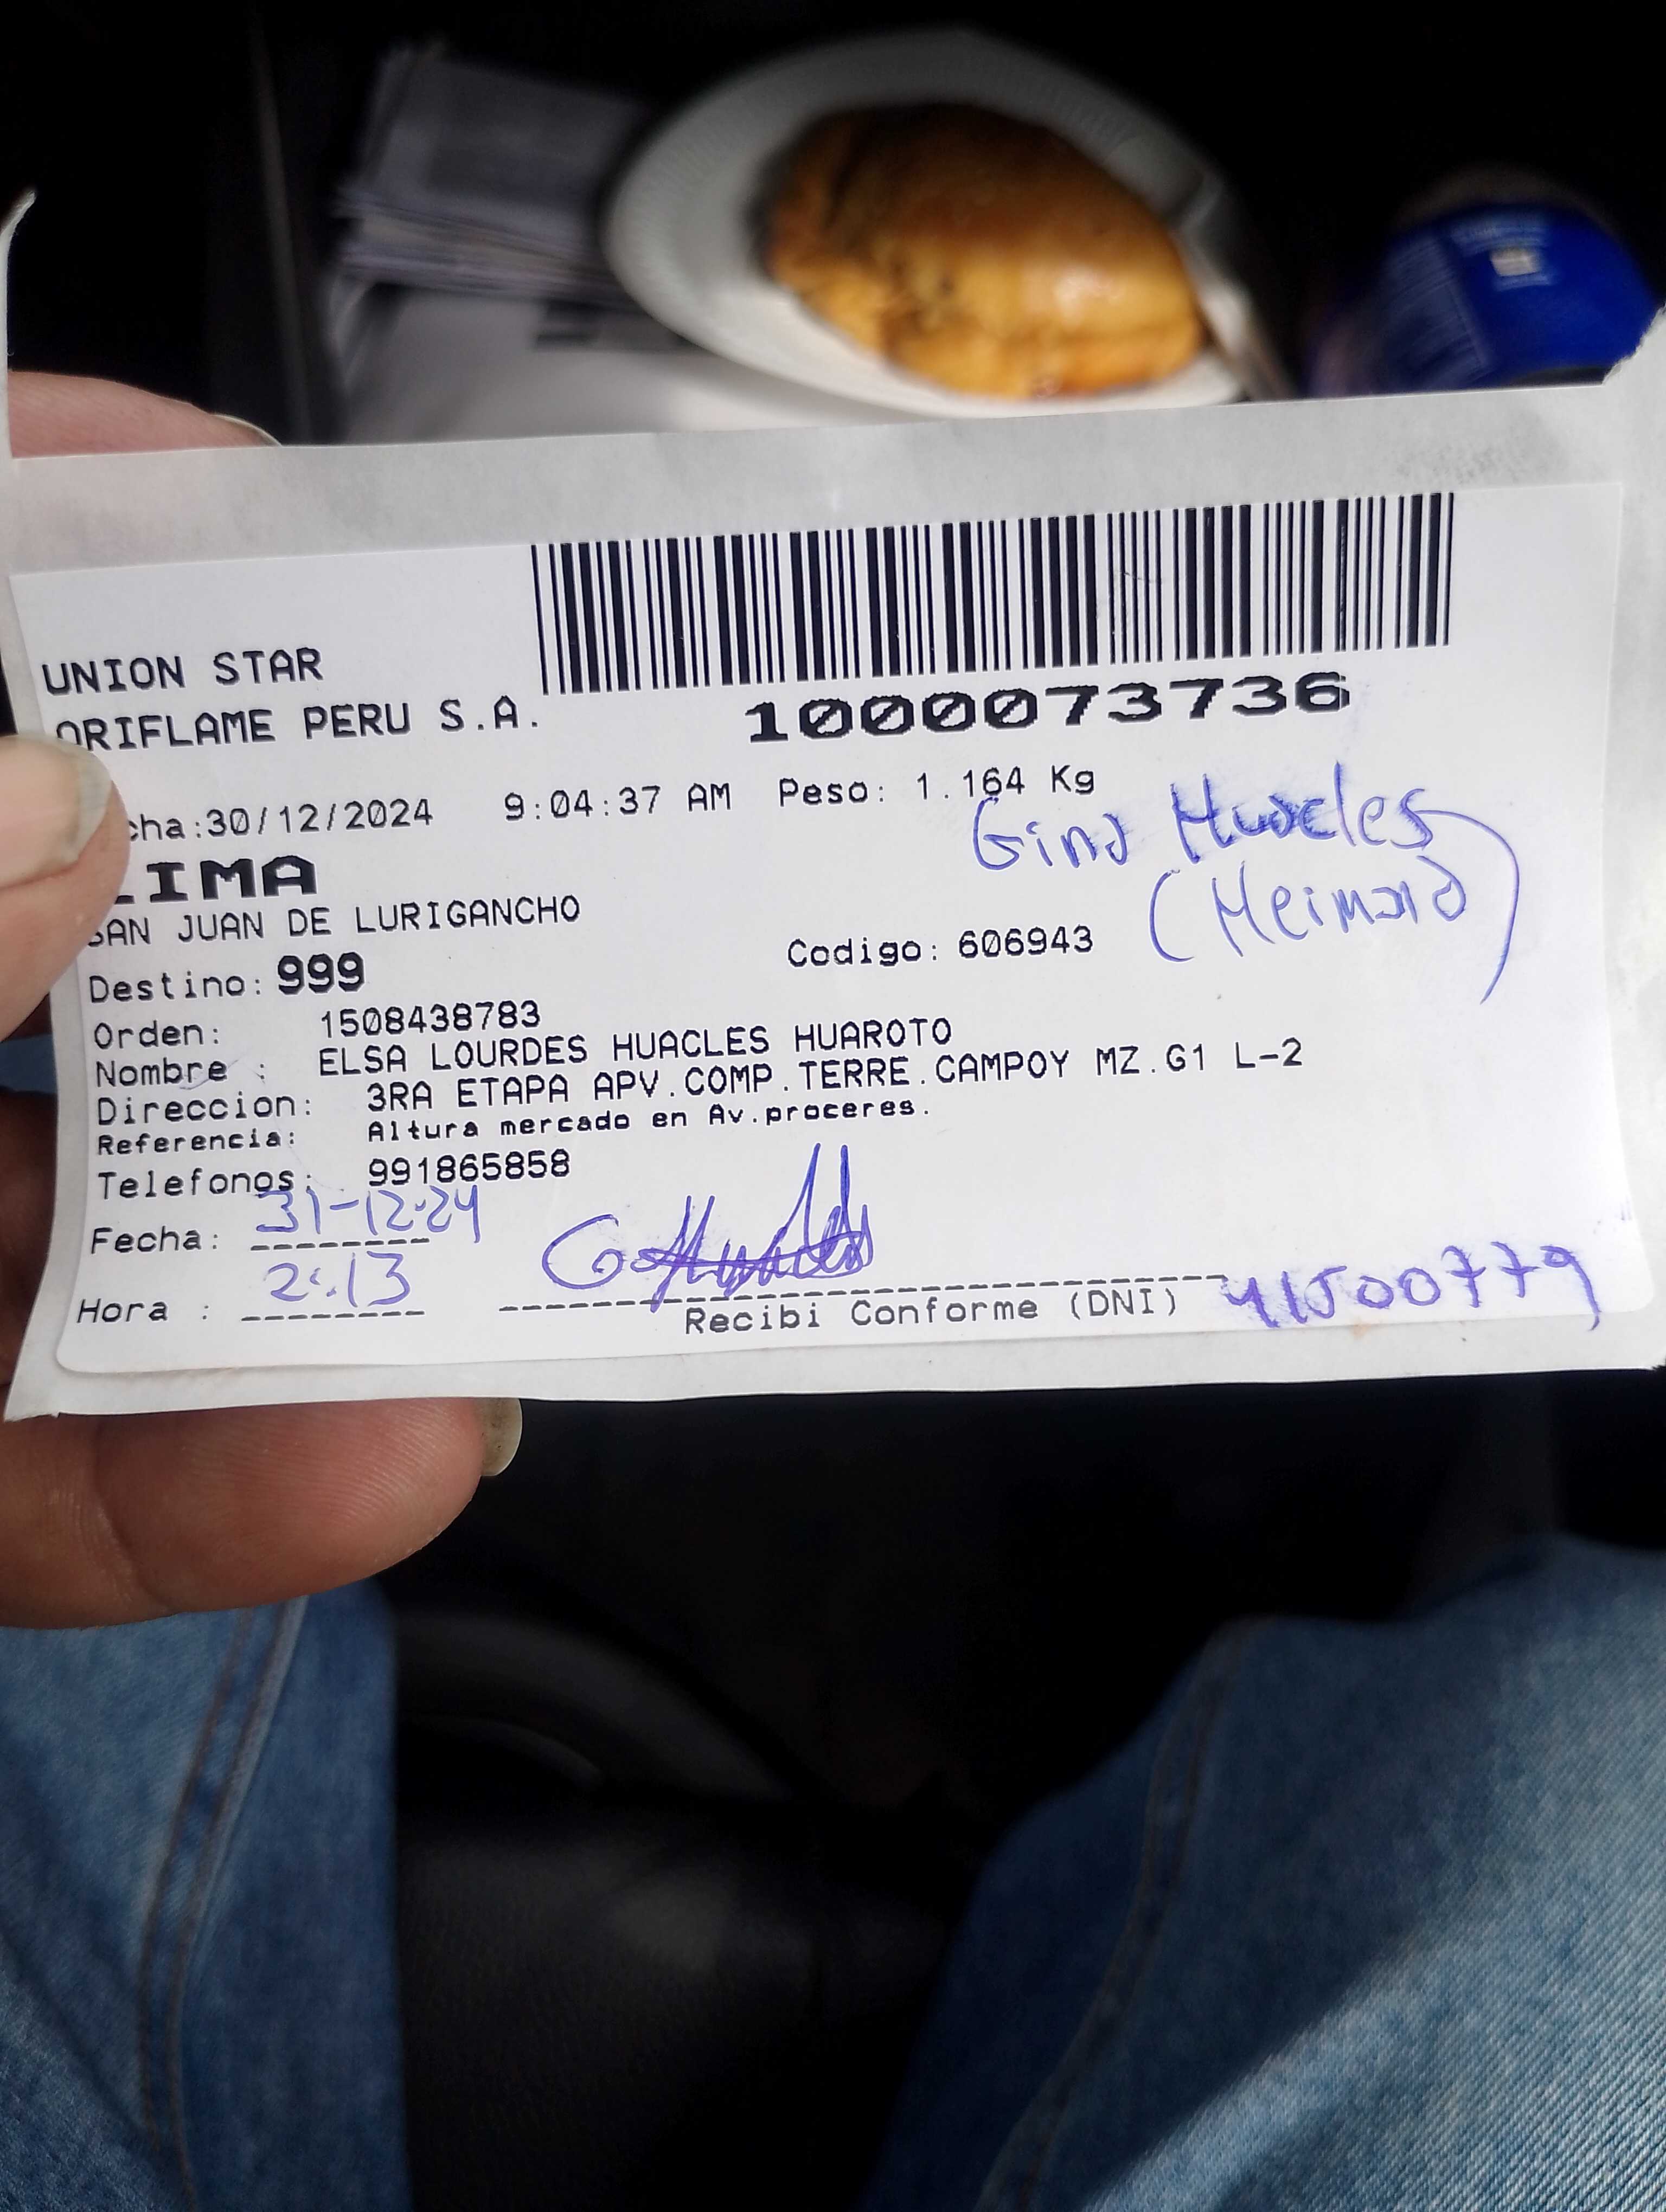 UNION STAR
ORIFLAME PERU S.A.
1000073736
cha:30/12/2024 9:04:37 AM Peso: 1.164 Kg
Gino Huacles
(Heimano)
LIMA
SAN JUAN DE LURIGANCHO
Destino: 999 Codigo: 606943
Orden: 1508438783
Nombre : ELSA LOURDES HUACLES HUAROTO
Direccion: 3RA ETAPA APV.COMP.TERRE.CAMPOY MZ.G1 L-2
Referencia: Altura mercado en Av.proceres.
Telefonos: 991865858
Fecha: 31-12-24
Hora : 2:13
Recibi Conforme (DNI) 41500779